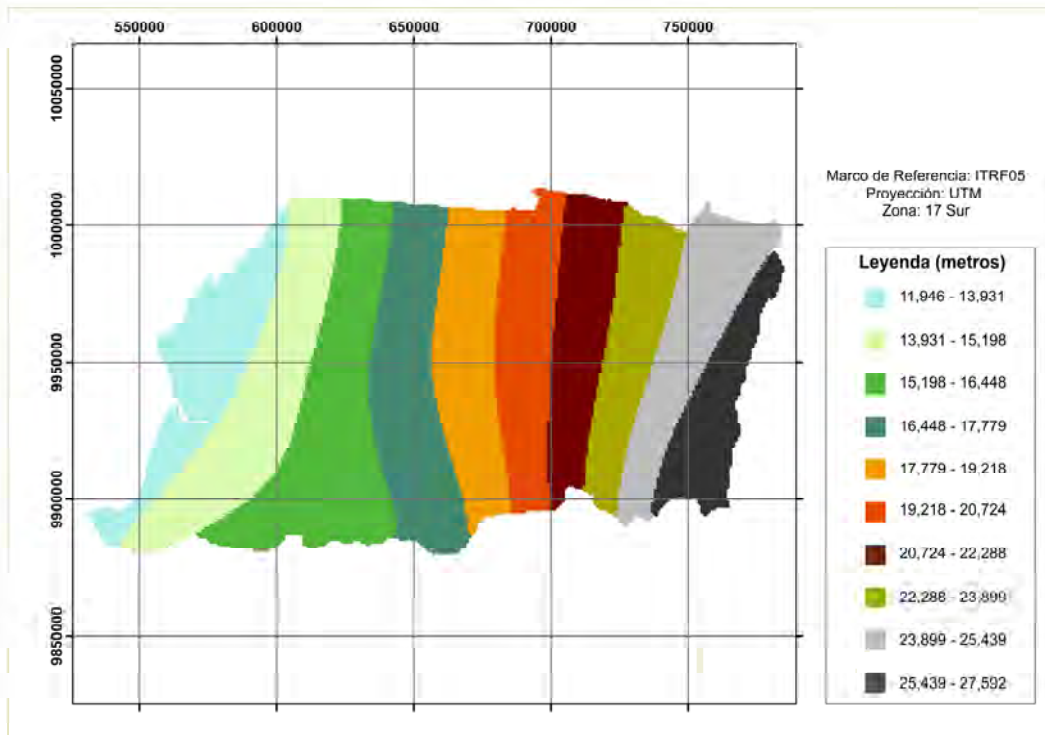 550000 600000 650000 700000 750000
10050000
10000000
9950000
9900000
9850000
Marco de Referencia: ITRF05
Proyección: UTM
Zona: 17 Sur
Leyenda (metros)
11,946 - 13,931
13,931 - 15,198
15,198 - 16,448
16,448 - 17,779
17,779 - 19,218
19,218 - 20,724
20,724 - 22,288
22,288 - 23,899
23,899 - 25,439
25,439 - 27,592